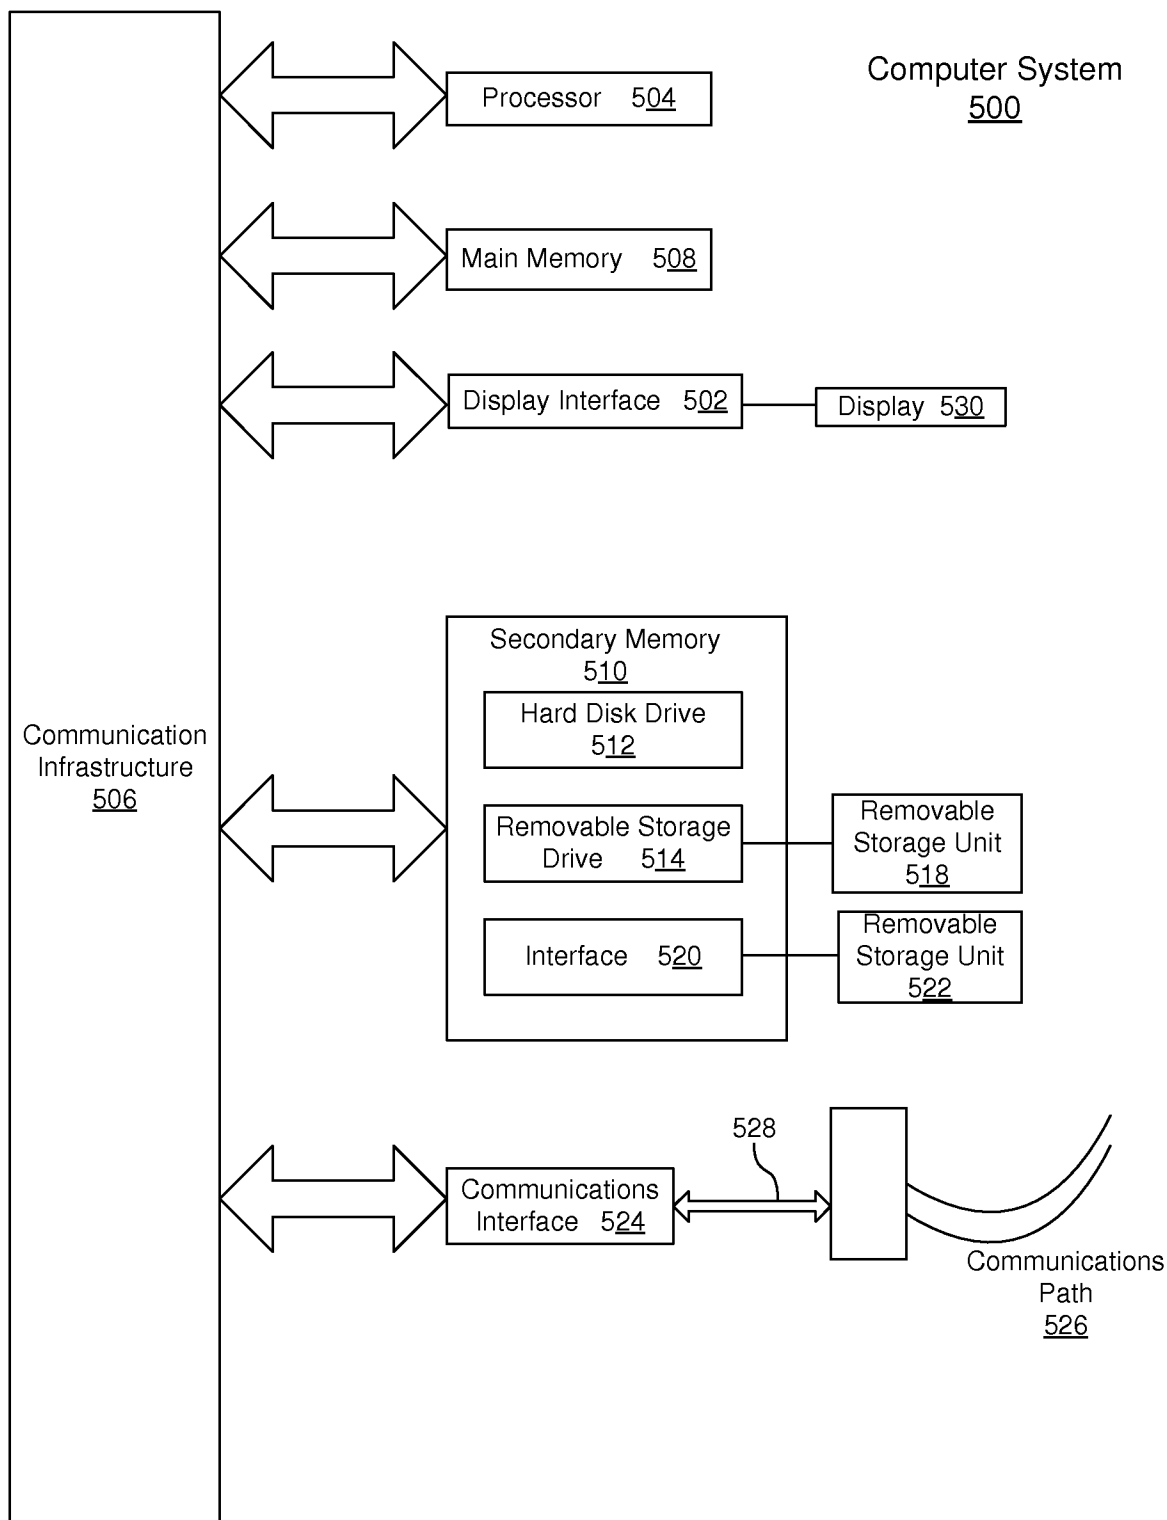 Computer System
500
Processor 504
Main Memory 508
Display Interface 502
Display 530
Communication
Infrastructure
506
Secondary Memory
510
Hard Disk Drive
512
Removable Storage
Drive 514
Removable
Storage Unit
518
Interface 520
Removable
Storage Unit
522
528
Communications
Interface 524
Communications
Path
526